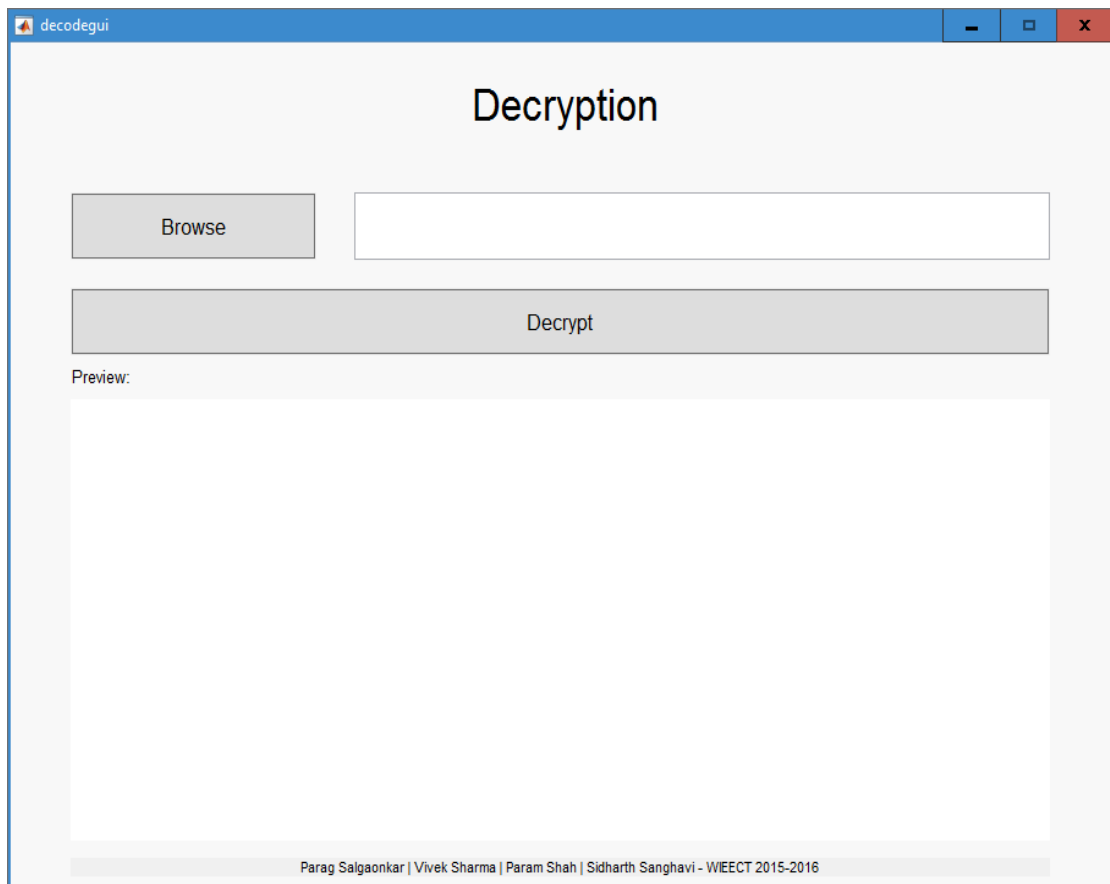 decodegui
Decryption
Browse
Decrypt
Preview:
Parag Salgaonkar | Vivek Sharma | Param Shah | Sidharth Sanghavi - WIEECT 2015-2016